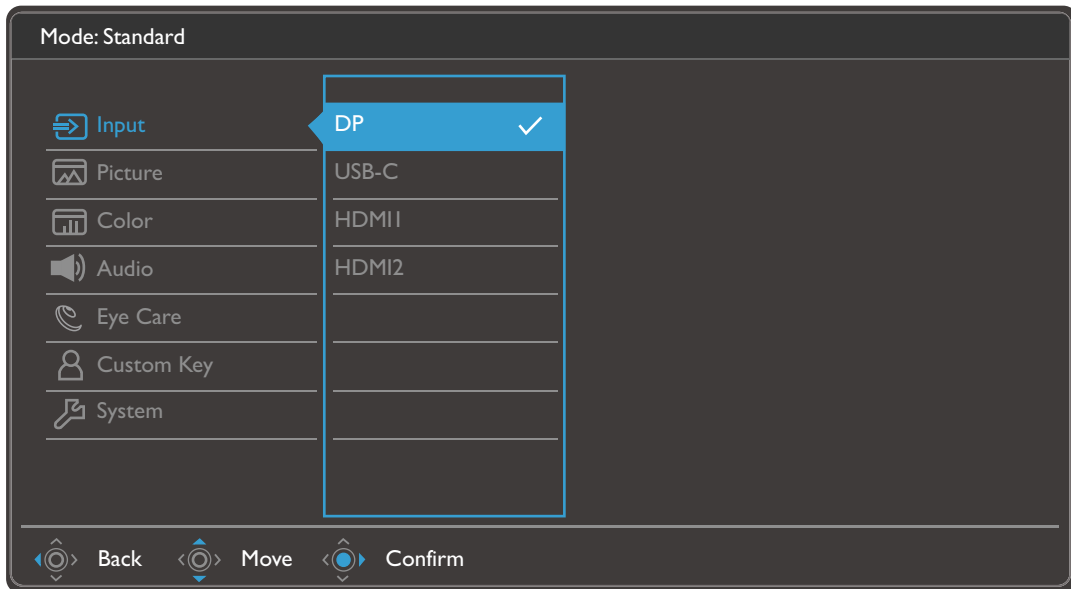 Mode: Standard
Input
DP
Picture
USB-C
Color
HDMI1
Audio
HDMI2
Eye Care
Custom Key
System
Back
Move
Confirm